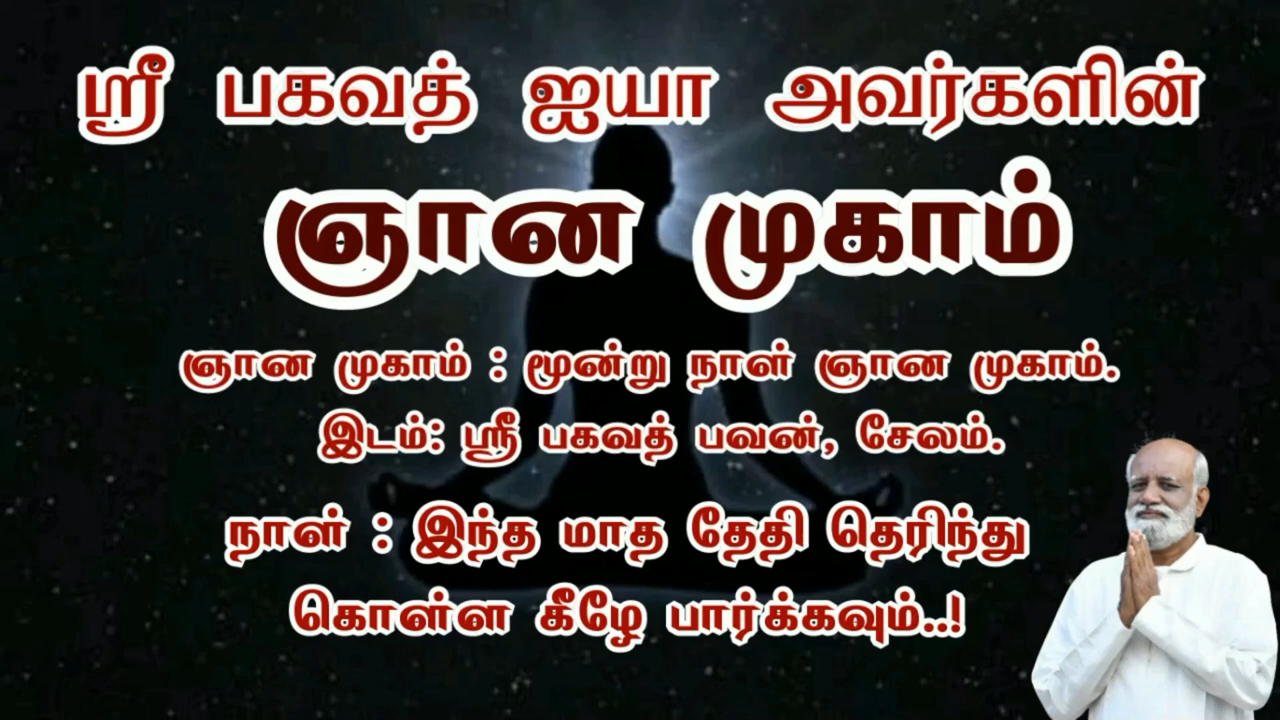 ஸ்ரீ பகவத் ஐயா அவர்களின்
ஞான முகாம்
ஞான முகாம் : மூன்று நாள் ஞான முகாம்.
இடம்: ஸ்ரீ பகவத் பவன், சேலம்.
நாள் : இந்த மாத தேதி தெரிந்து
கொள்ள கீழே பார்க்கவும்..!